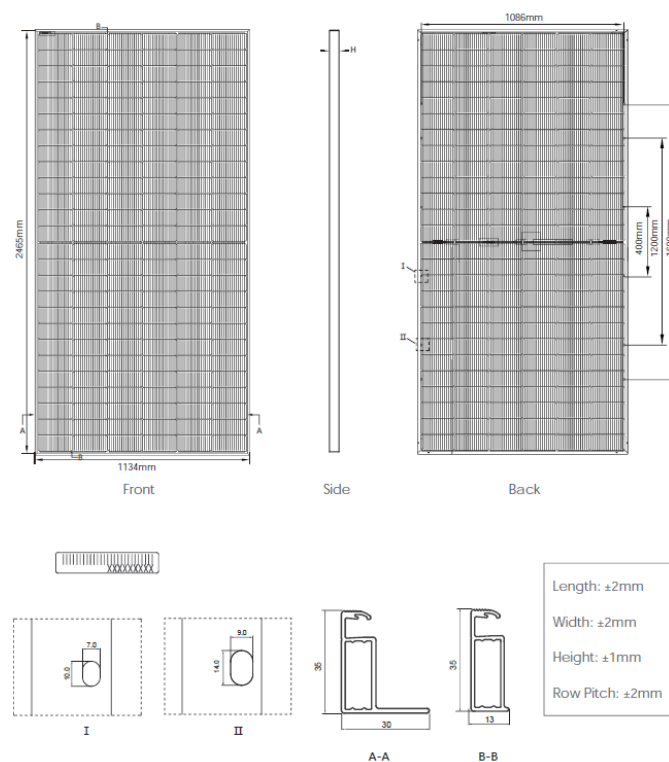 B
1086mm
H
2465mm
400mm
1200mm
I
II
A
A
B
1134mm
Front
Side
Back
7.0
10.0
I
9.0
14.0
II
35
30
A-A
35
13
B-B
Length: ±2mm
Width: ±2mm
Height: ±1mm
Row Pitch: ±2mm